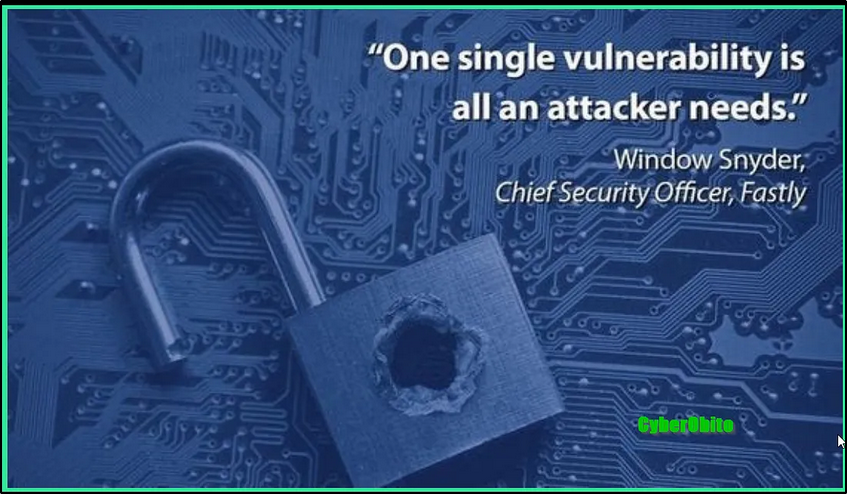 “One single vulnerability is
all an attacker needs.”
Window Snyder,
Chief Security Officer, Fastly
CyberObito